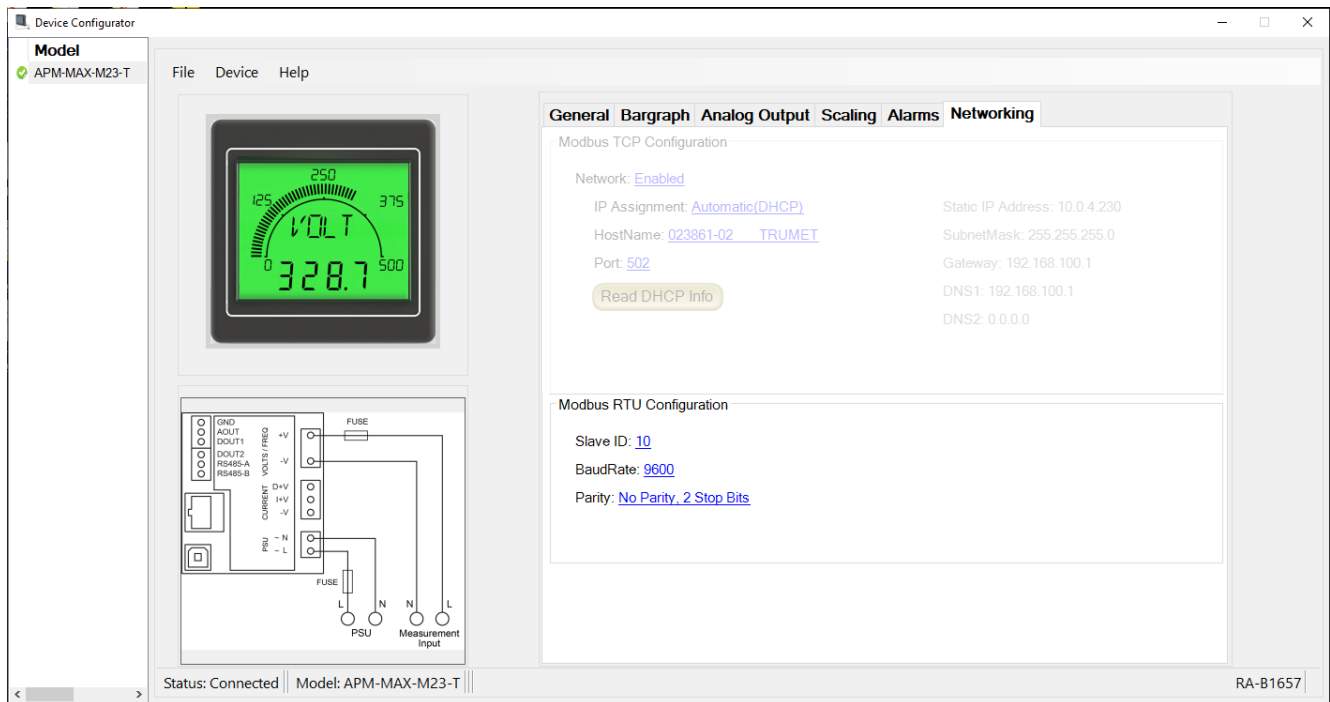 Device Configurator
Model
APM-MAX-M23-T
File Device Help
250
125 375
VOLT
0 500
328.7
GND
AOUT
DOUT1
DOUT2
RS485-A
RS485-B
VOLTS / FREQ
+V
-V
FUSE
CURRENT
D+V
I+V
-V
PSU
~ N
~ L
FUSE
L N N L
PSU Measurement
Input
General Bargraph Analog Output Scaling Alarms Networking
Modbus TCP Configuration
Network: Enabled
IP Assignment: Automatic(DHCP)
HostName: 023861-02 TRUMET
Port: 502
Read DHCP Info
Static IP Address: 10.0.4.230
SubnetMask: 255.255.255.0
Gateway: 192.168.100.1
DNS1: 192.168.100.1
DNS2: 0.0.0.0
Modbus RTU Configuration
Slave ID: 10
BaudRate: 9600
Parity: No Parity, 2 Stop Bits
Status: Connected Model: APM-MAX-M23-T RA-B1657